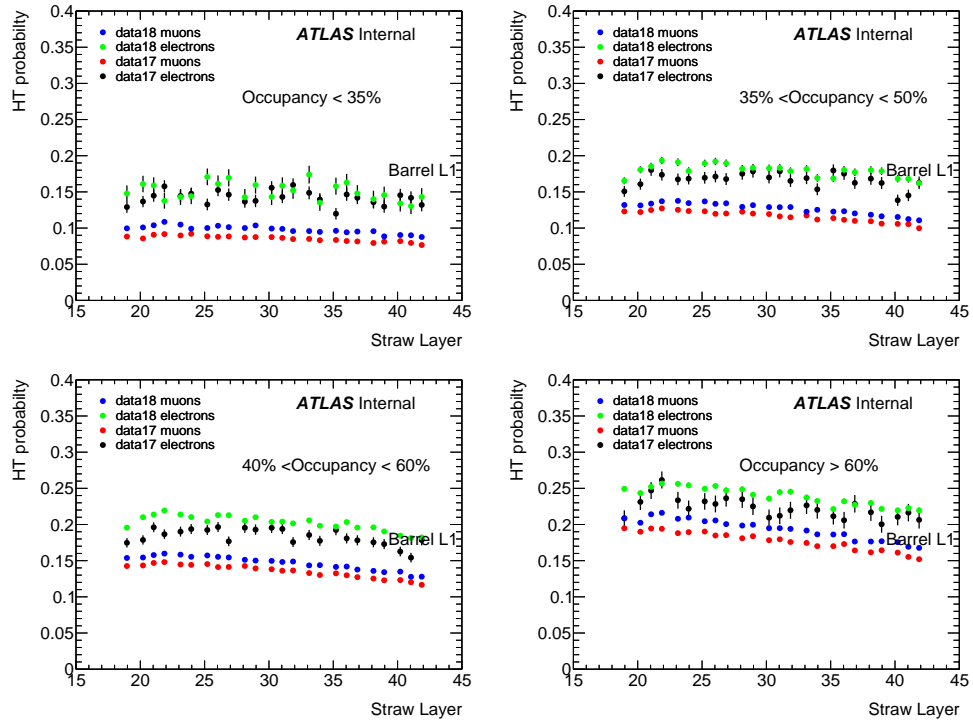 HT probabilty
0.4
0.35
0.3
0.25
0.2
0.15
0.1
0.05
0
data18 muons
data18 electrons
data17 muons
data17 electrons
ATLAS Internal
Occupancy < 35%
Barrel L1
15 20 25 30 35 40 45
Straw Layer
HT probabilty
0.4
0.35
0.3
0.25
0.2
0.15
0.1
0.05
0
data18 muons
data18 electrons
data17 muons
data17 electrons
ATLAS Internal
35% <Occupancy < 50%
Barrel L1
15 20 25 30 35 40 45
Straw Layer
HT probabilty
0.4
0.35
0.3
0.25
0.2
0.15
0.1
0.05
0
data18 muons
data18 electrons
data17 muons
data17 electrons
ATLAS Internal
40% <Occupancy < 60%
Barrel L1
15 20 25 30 35 40 45
Straw Layer
HT probabilty
0.4
0.35
0.3
0.25
0.2
0.15
0.1
0.05
0
data18 muons
data18 electrons
data17 muons
data17 electrons
ATLAS Internal
Occupancy > 60%
Barrel L1
15 20 25 30 35 40 45
Straw Layer